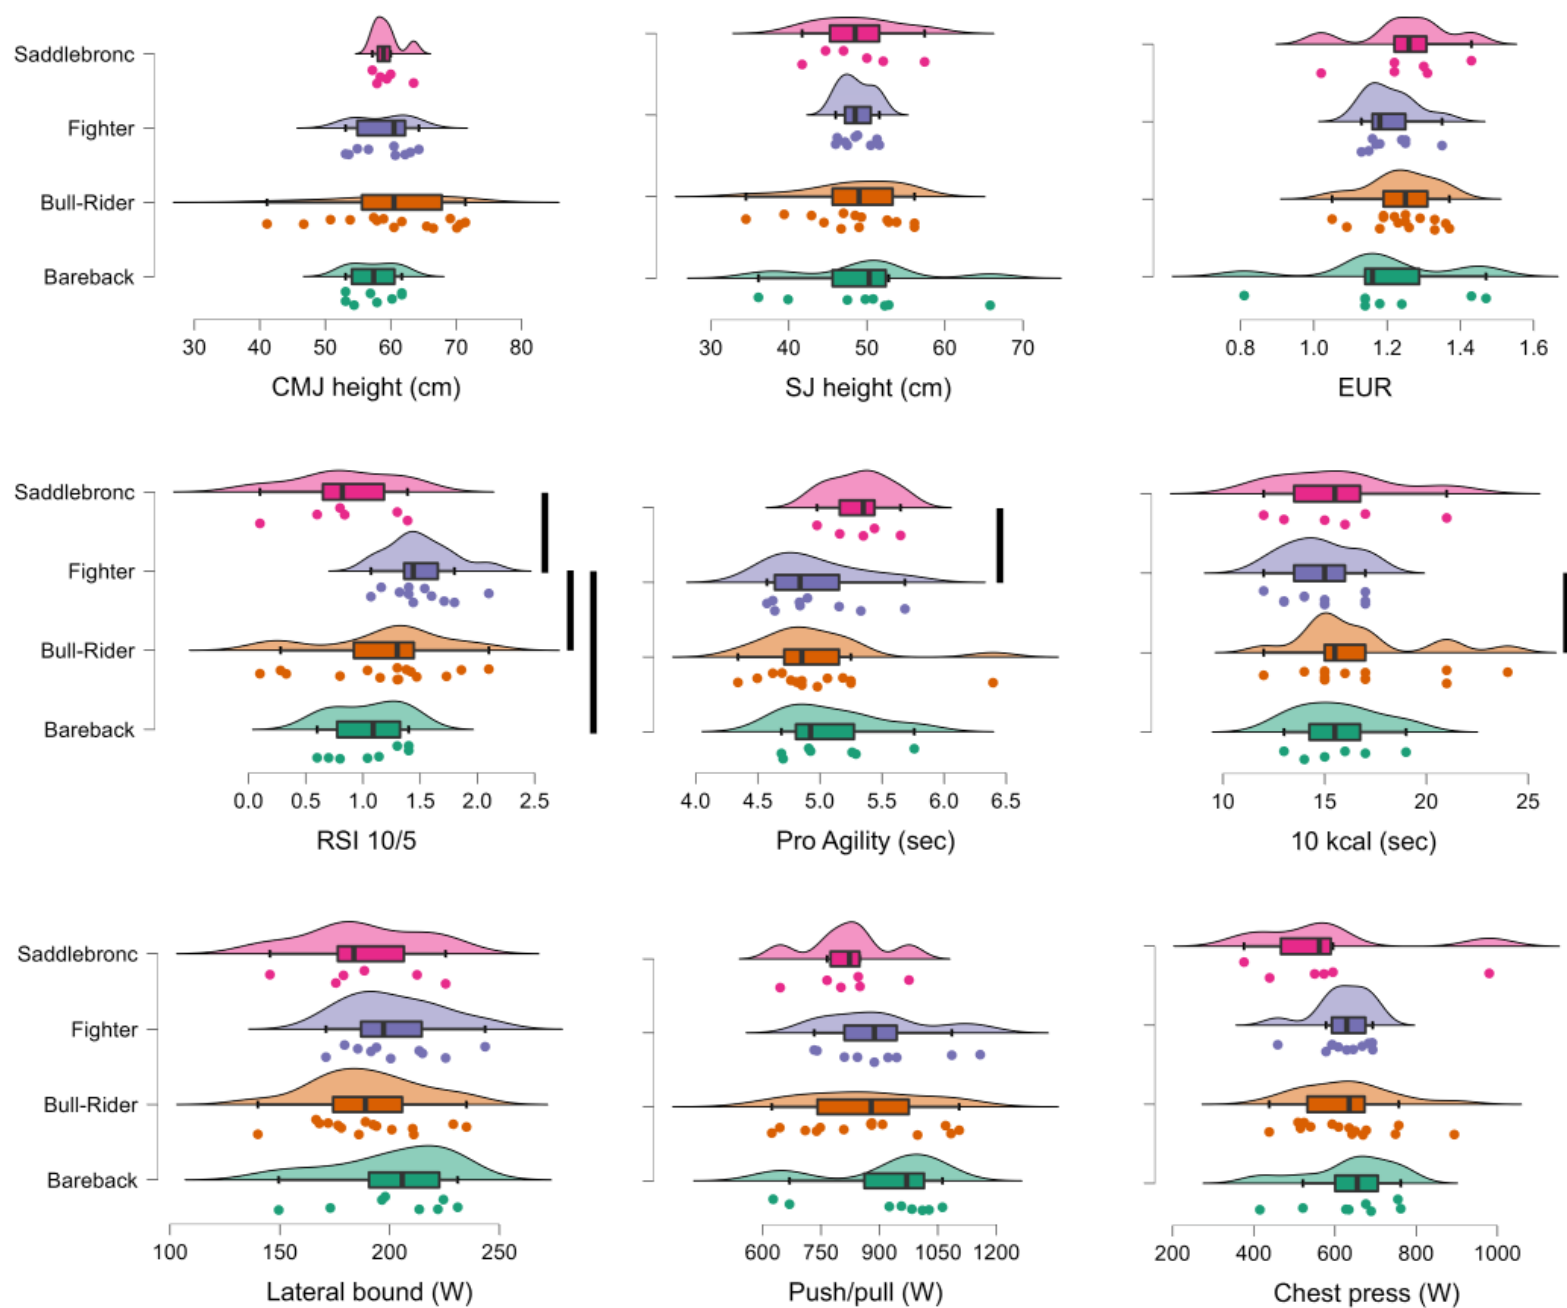 Saddlebronc
Fighter
Bull-Rider
Bareback
30 40 50 60 70 80
CMJ height (cm)
30 40 50 60 70
SJ height (cm)
0.8 1.0 1.2 1.4 1.6
EUR
Saddlebronc
Fighter
Bull-Rider
Bareback
0.0 0.5 1.0 1.5 2.0 2.5
RSI 10/5
4.0 4.5 5.0 5.5 6.0 6.5
Pro Agility (sec)
10 15 20 25
10 kcal (sec)
Saddlebronc
Fighter
Bull-Rider
Bareback
100 150 200 250
Lateral bound (W)
600 750 900 1050 1200
Push/pull (W)
200 400 600 800 1000
Chest press (W)